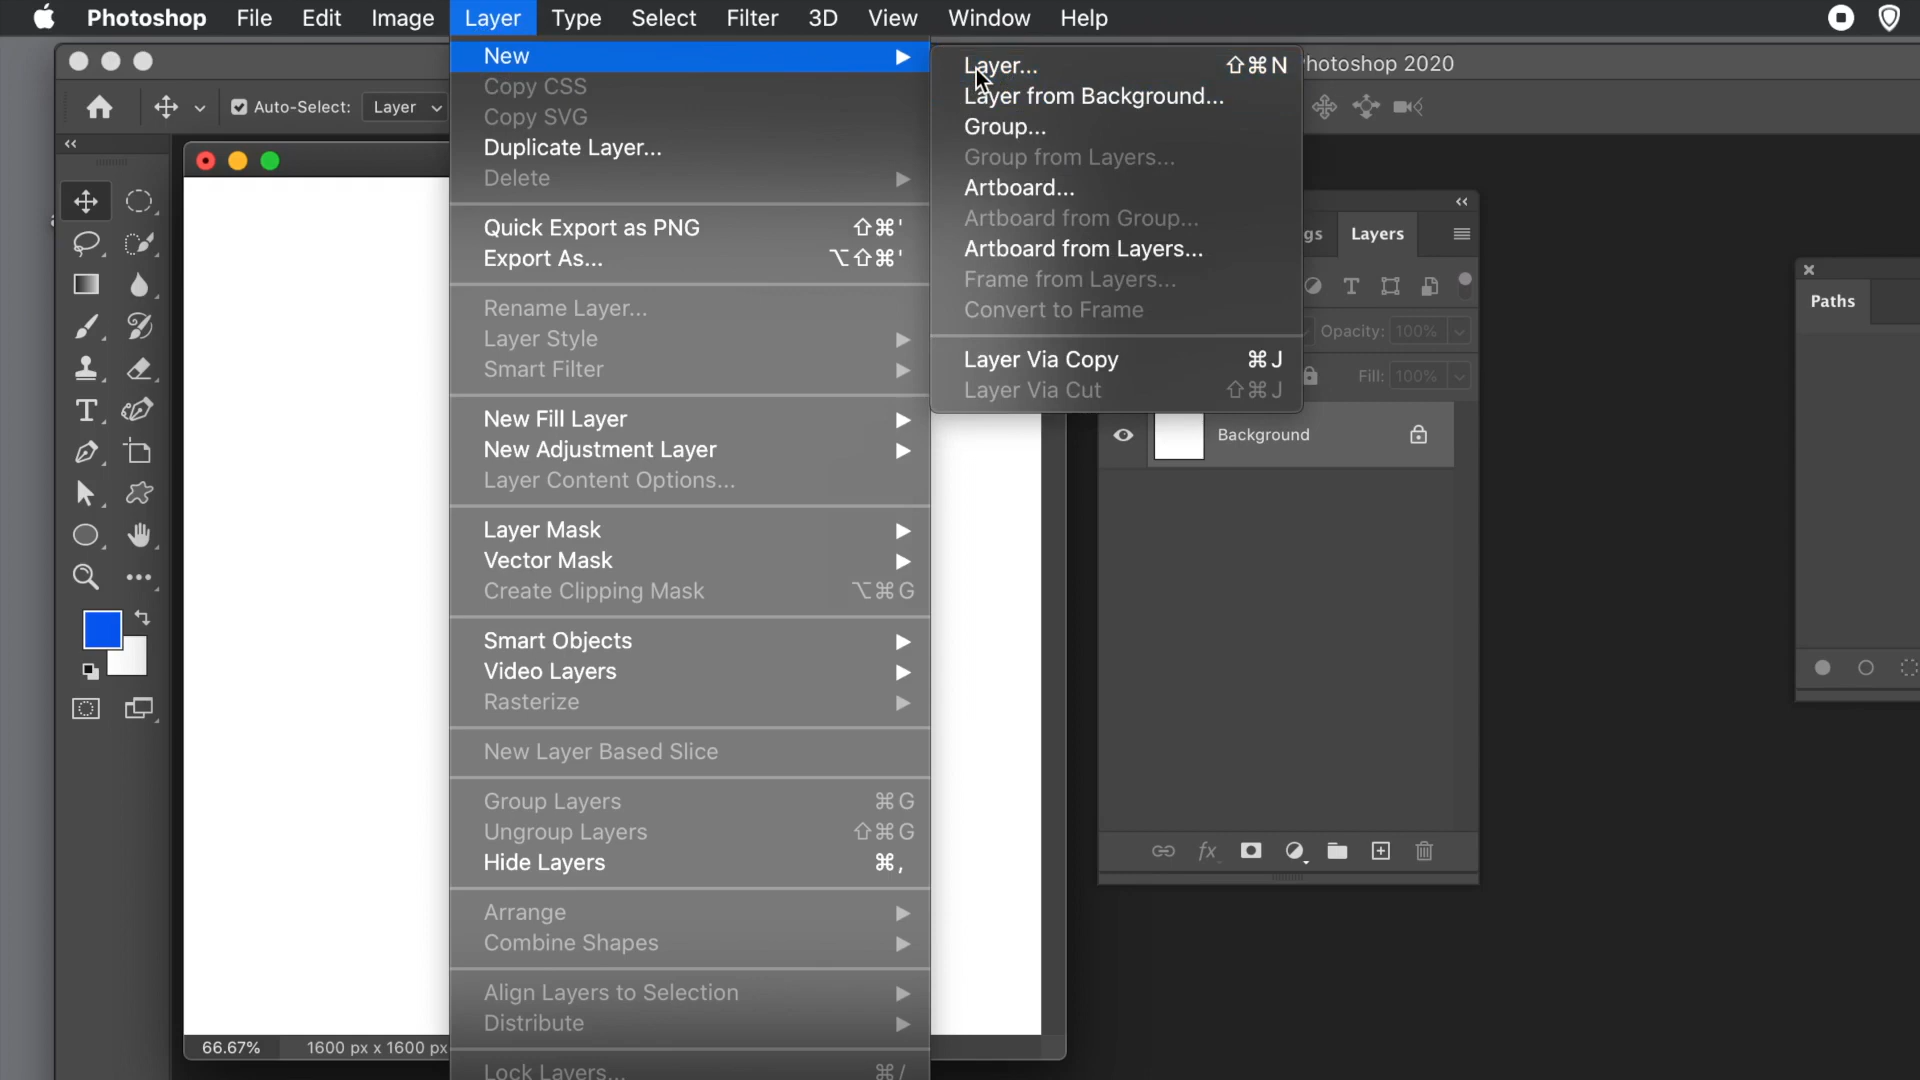 Photoshop File Edit Image Layer Type Select Filter 3D View Window Help
hotoshop 2020
Auto-Select: Layer
New
Copy CSS
Copy SVG
Duplicate Layer...
Delete
Quick Export as PNG ⇧⌘'
Export As... ⌥⇧⌘'
Rename Layer...
Layer Style
Smart Filter
New Fill Layer
New Adjustment Layer
Layer Content Options...
Layer Mask
Vector Mask
Create Clipping Mask ⌥⌘G
Smart Objects
Video Layers
Rasterize
New Layer Based Slice
Group Layers ⌘G
Ungroup Layers ⇧⌘G
Hide Layers ⌘,
Arrange
Combine Shapes
Align Layers to Selection
Distribute
Lock Layers... ⌘/
Layer... ⇧⌘N
Layer from Background...
Group...
Group from Layers...
Artboard...
Artboard from Group...
Artboard from Layers...
Frame from Layers...
Convert to Frame
Layer Via Copy ⌘J
Layer Via Cut ⇧⌘J
gs Layers
Opacity: 100%
Fill: 100%
Background
Paths
66.67% 1600 px x 1600 px